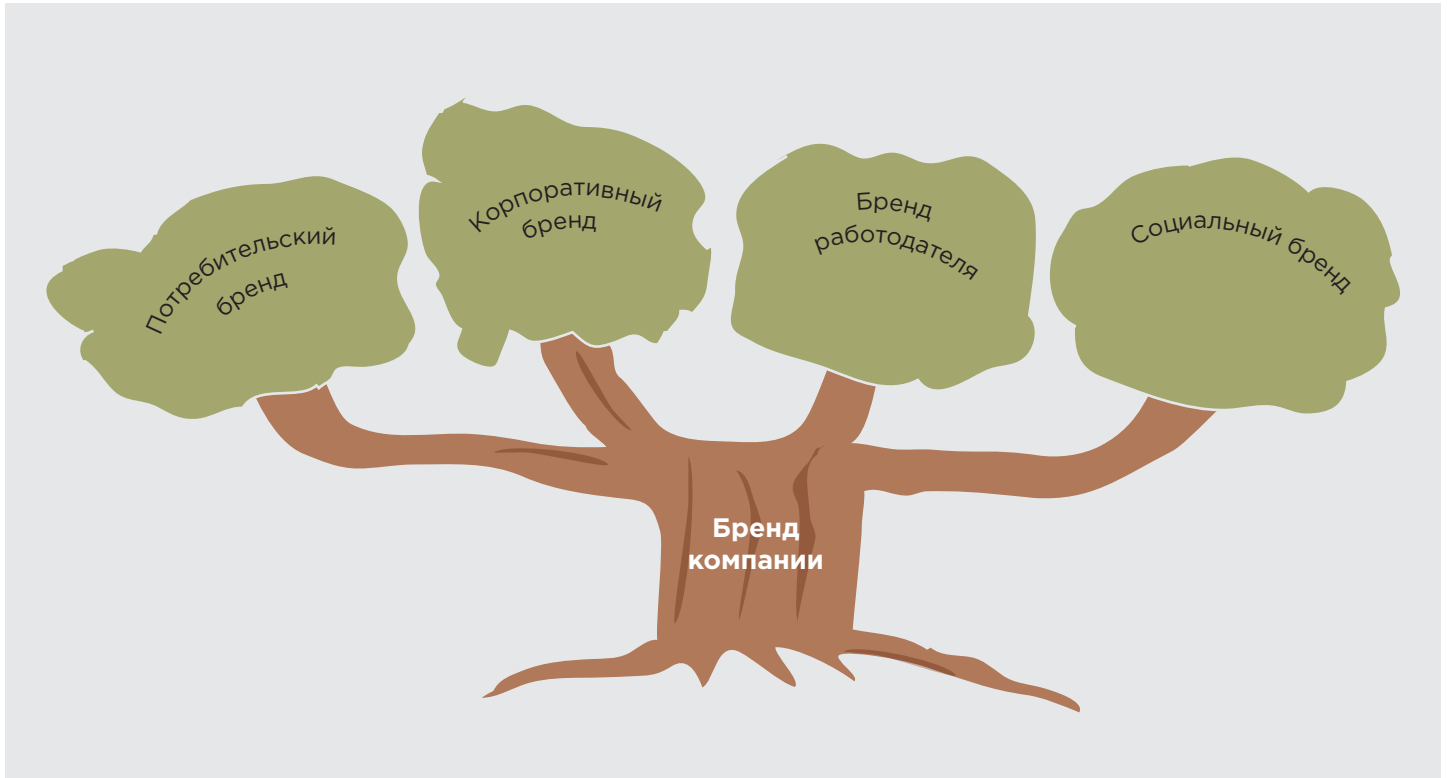 Потребительский
бренд
Корпоративный
бренд
Бренд
работодателя
Социальный бренд
Бренд
компании